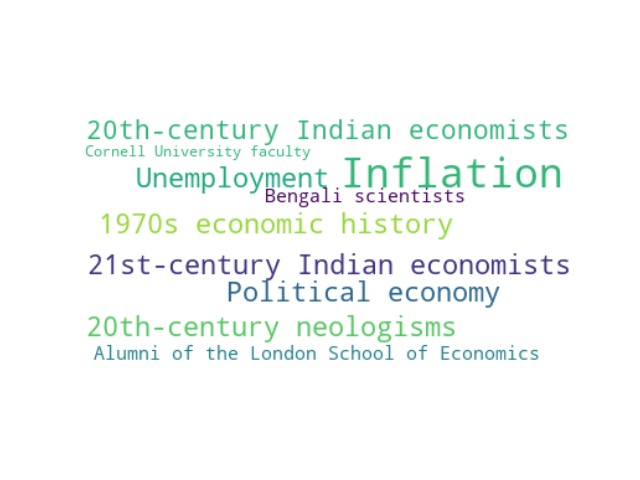 20th-century Indian economists
Cornell University faculty
Unemployment Inflation
Bengali scientists
1970s economic history
21st-century Indian economists
Political economy
20th-century neologisms
Alumni of the London School of Economics